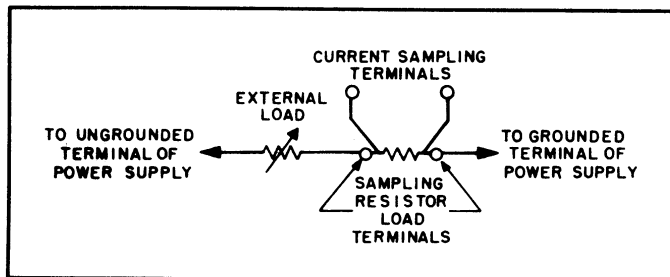 CURRENT SAMPLING
TERMINALS
EXTERNAL
LOAD
TO UNGROUNDED
TERMINAL OF
POWER SUPPLY
TO GROUNDED
TERMINAL OF
POWER SUPPLY
SAMPLING
RESISTOR
LOAD
TERMINALS